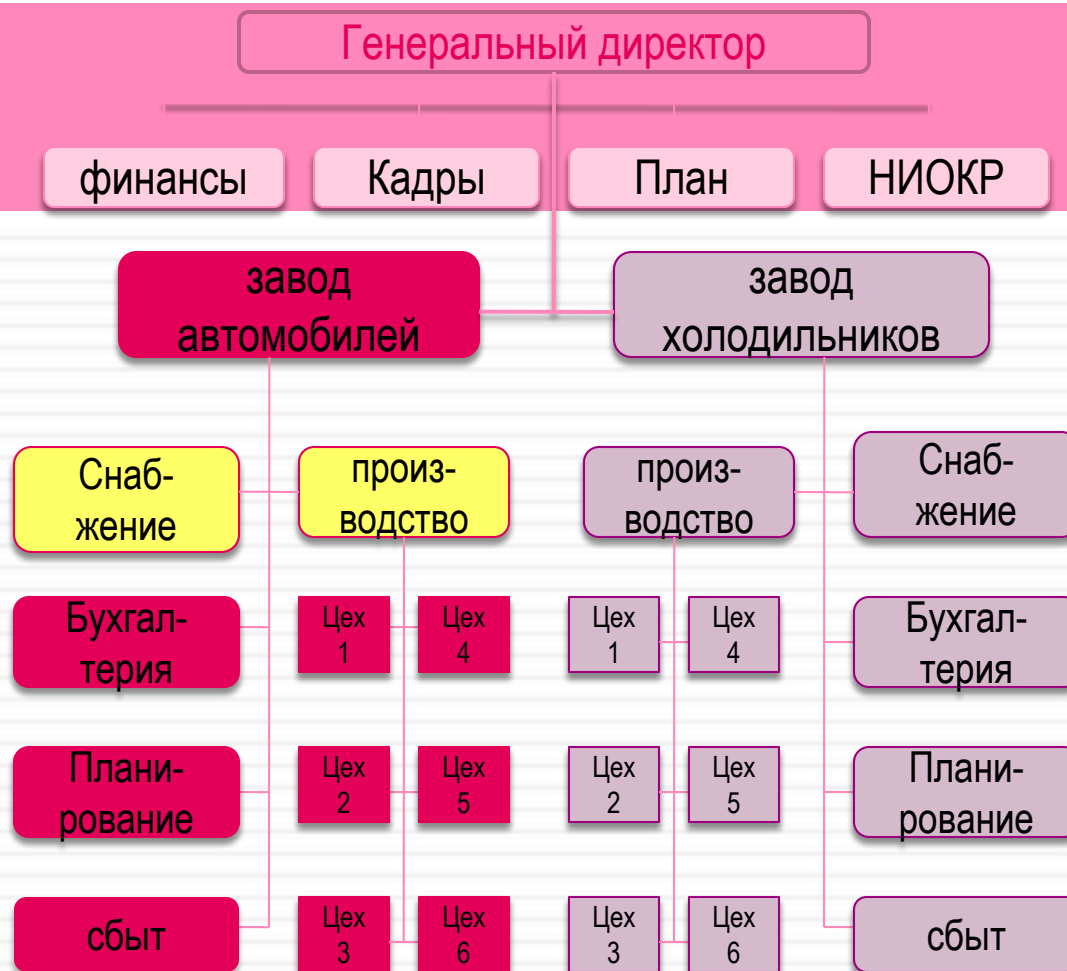 Генеральный директор
финансы
Кадры
План
НИОКР
завод
автомобилей
завод
холодильников
Снаб-
жение
произ-
водство
произ-
водство
Снаб-
жение
Бухгал-
терия
Цех
1
Цех
4
Цех
1
Цех
4
Бухгал-
терия
Плани-
рование
Цех
2
Цех
5
Цех
2
Цех
5
Плани-
рование
сбыт
Цех
3
Цех
6
Цех
3
Цех
6
сбыт